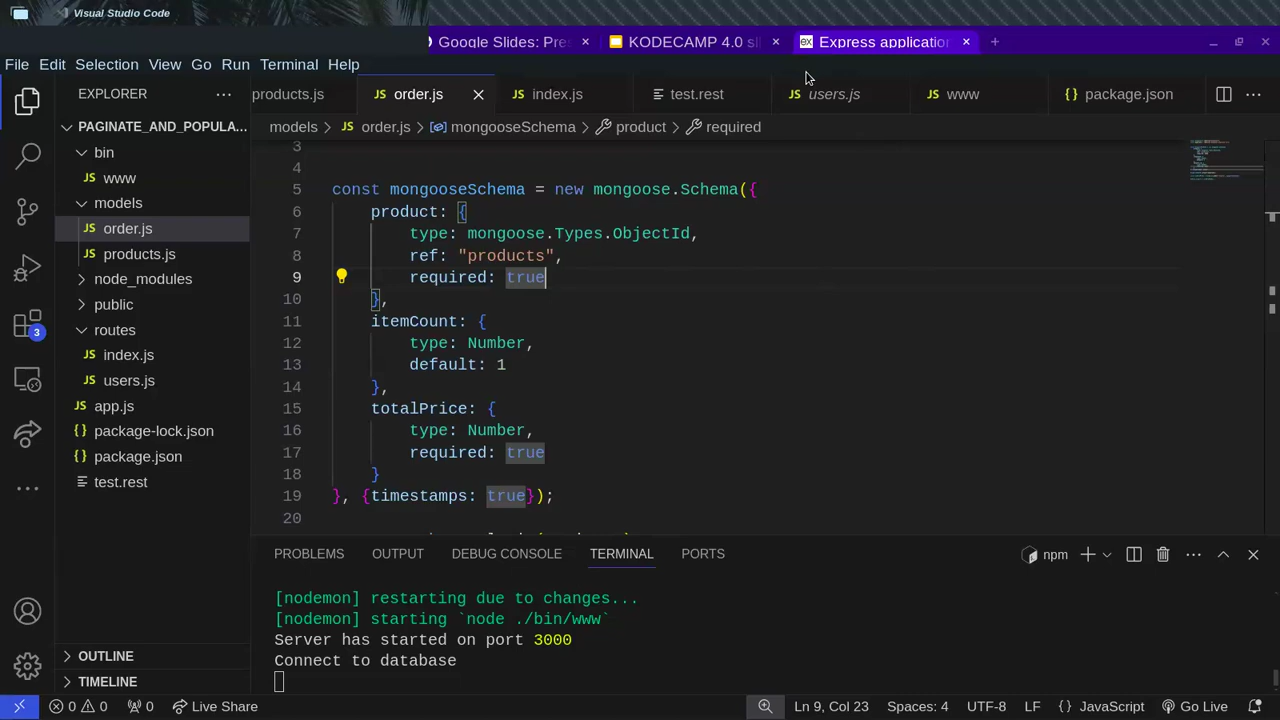 Visual Studio Code
Google Slides: Pres
KODECAMP 4.0 sli
Express application
File Edit Selection View Go Run Terminal Help
EXPLORER
products.js
order.js
index.js
test.rest
users.js
www
package.json
models > order.js > mongooseSchema > product > required
PAGINATE_AND_POPULA...
bin
www
models
order.js
products.js
node_modules
public
routes
index.js
users.js
app.js
package-lock.json
package.json
test.rest
OUTLINE
TIMELINE
3
4
5 const mongooseSchema = new mongoose.Schema({
6 product: {
7 type: mongoose.Types.ObjectId,
8 ref: "products",
9 required: true
10 },
11 itemCount: {
12 type: Number,
13 default: 1
14 },
15 totalPrice: {
16 type: Number,
17 required: true
18 }
19 }, {timestamps: true});
20
PROBLEMS OUTPUT DEBUG CONSOLE TERMINAL PORTS
npm
[nodemon] restarting due to changes...
[nodemon] starting `node ./bin/www`
Server has started on port 3000
Connect to database
3
0 0 0 Live Share
Ln 9, Col 23 Spaces: 4 UTF-8 LF {} JavaScript Go Live